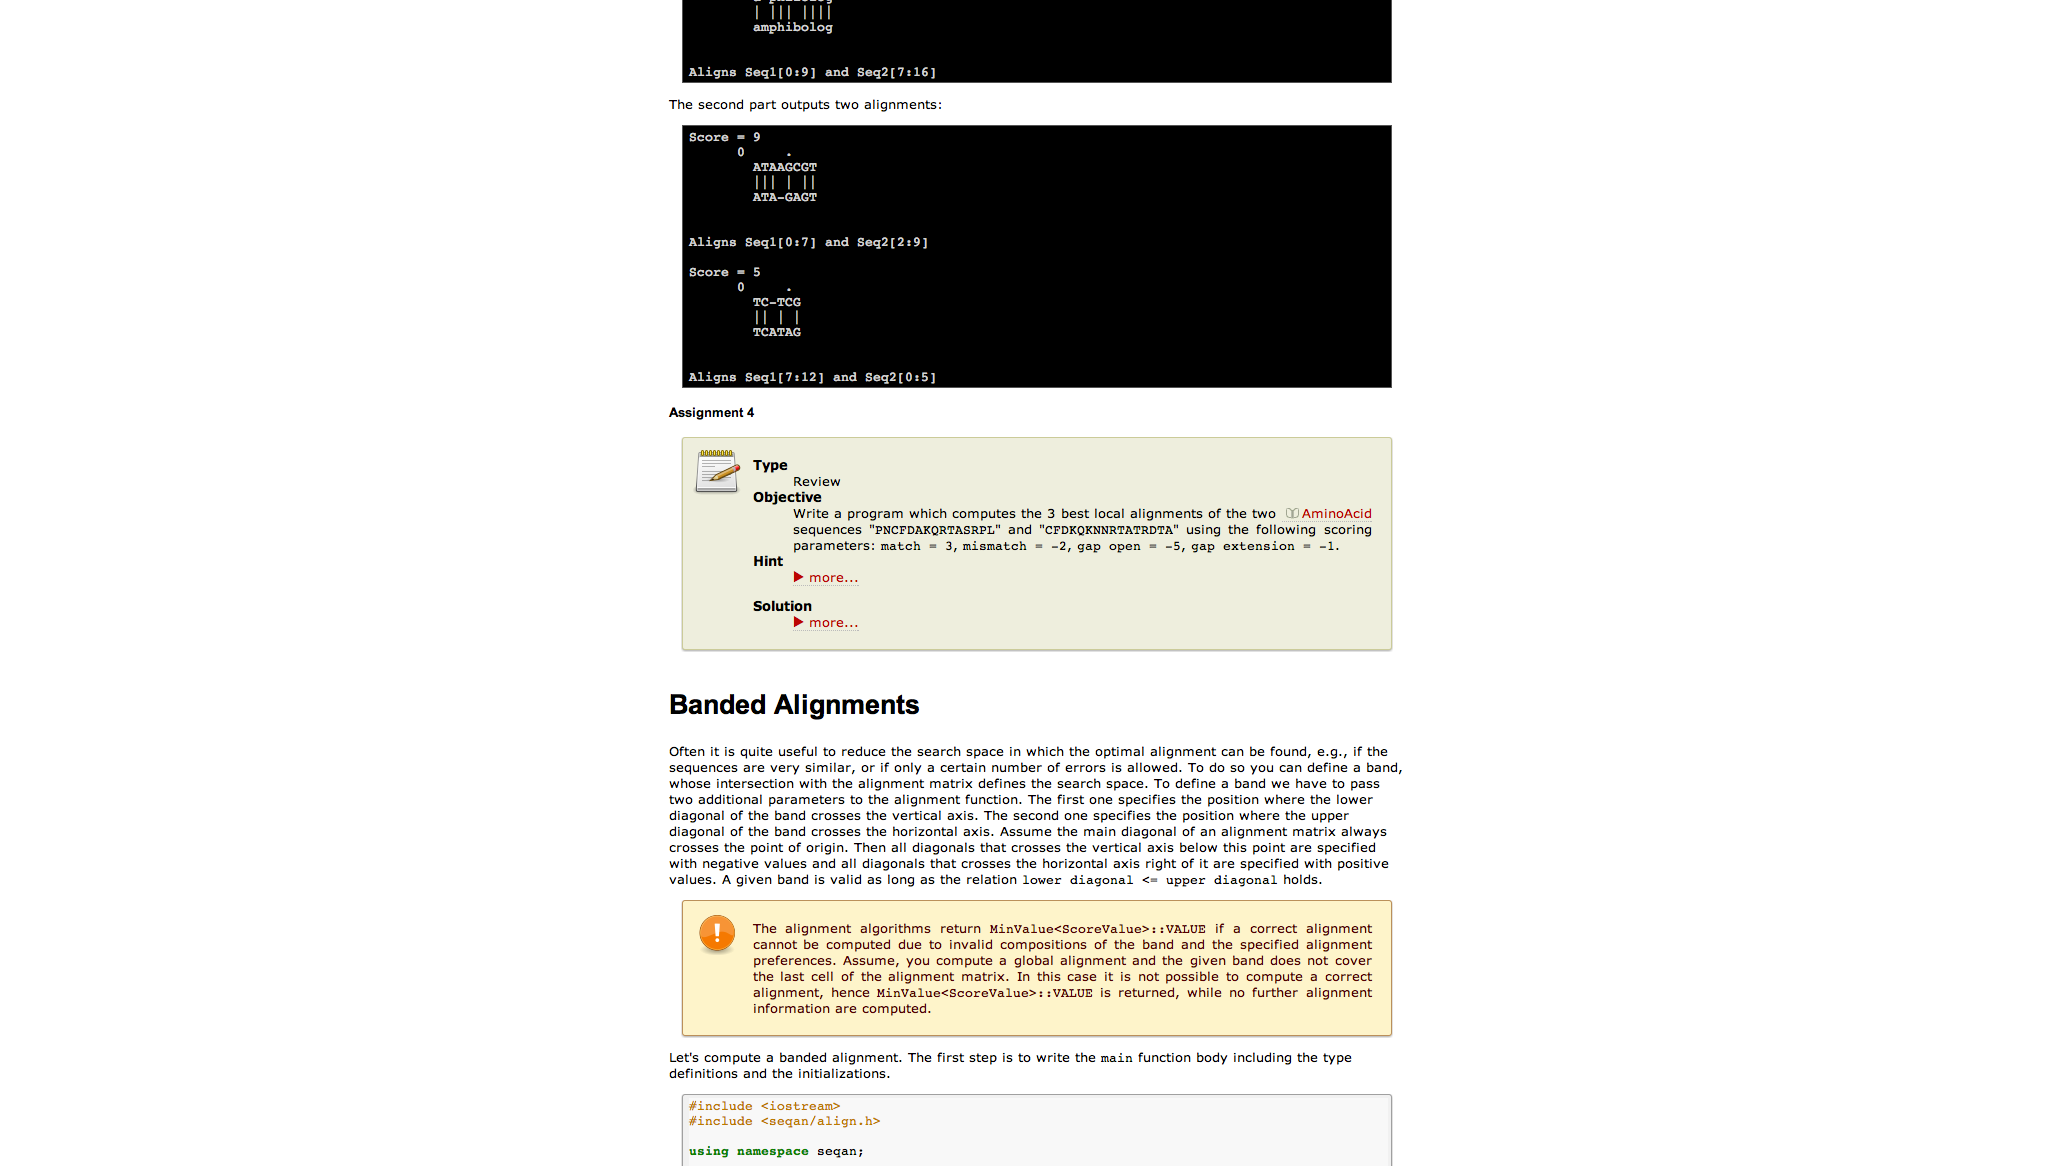 | ||| ||||
amphibolog
Aligns Seq1[0:9] and Seq2[7:16]
The second part outputs two alignments:
Score = 9
0 .
ATAAGCGT
||| | ||
ATA-GAGT
Aligns Seq1[0:7] and Seq2[2:9]
Score = 5
0 .
TC-TCG
|| | |
TCATAG
Aligns Seq1[7:12] and Seq2[0:5]
Assignment 4
Type
Review
Objective
Write a program which computes the 3 best local alignments of the two AminoAcid
sequences "PNCFDAKQRTASRPL" and "CFDKQKNNRTATRDTA" using the following scoring
parameters: match = 3, mismatch = -2, gap open = -5, gap extension = -1.
Hint
▶ more...
Solution
▶ more...
Banded Alignments
Often it is quite useful to reduce the search space in which the optimal alignment can be found, e.g., if the
sequences are very similar, or if only a certain number of errors is allowed. To do so you can define a band,
whose intersection with the alignment matrix defines the search space. To define a band we have to pass
two additional parameters to the alignment function. The first one specifies the position where the lower
diagonal of the band crosses the vertical axis. The second one specifies the position where the upper
diagonal of the band crosses the horizontal axis. Assume the main diagonal of an alignment matrix always
crosses the point of origin. Then all diagonals that crosses the vertical axis below this point are specified
with negative values and all diagonals that crosses the horizontal axis right of it are specified with positive
values. A given band is valid as long as the relation lower diagonal <= upper diagonal holds.
The alignment algorithms return MinValue<ScoreValue>::VALUE if a correct alignment
cannot be computed due to invalid compositions of the band and the specified alignment
preferences. Assume, you compute a global alignment and the given band does not cover
the last cell of the alignment matrix. In this case it is not possible to compute a correct
alignment, hence MinValue<ScoreValue>::VALUE is returned, while no further alignment
information are computed.
Let's compute a banded alignment. The first step is to write the main function body including the type
definitions and the initializations.
#include <iostream>
#include <seqan/align.h>
using namespace seqan;